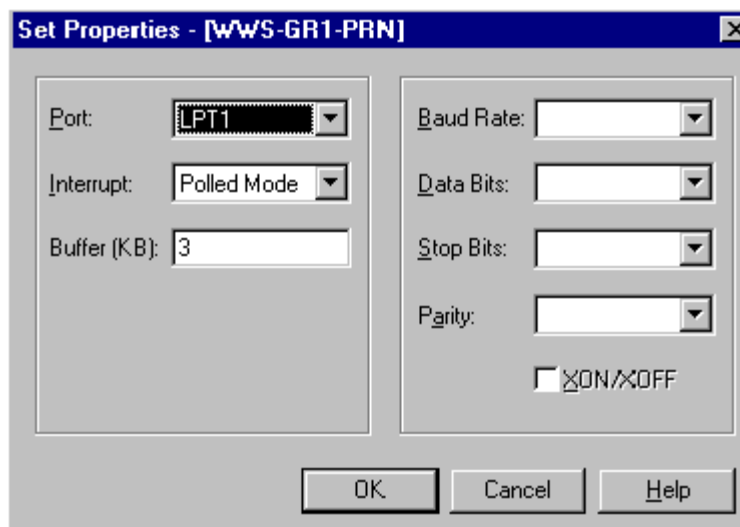 Set Properties - [WWS-GR1-PRN]
Port: LPT1
Interrupt: Polled Mode
Buffer (KB): 3
Baud Rate:
Data Bits:
Stop Bits:
Parity:
XON/XOFF
OK Cancel Help